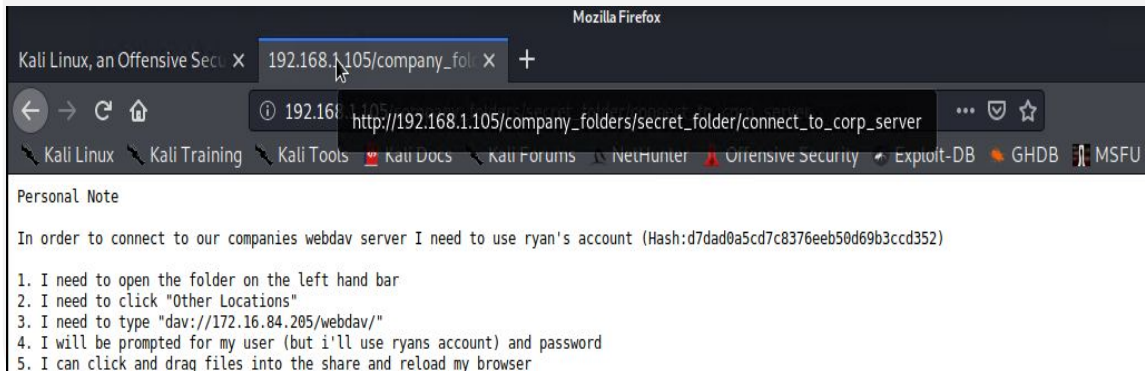 Mozilla Firefox
Kali Linux, an Offensive Secu X 192.168.1.105/company_fol X +
192.168
http://192.168.1.105/company_folders/secret_folder/connect_to_corp_server
Kali Linux Kali Training Kali Tools Kali Docs Kali Forums NetHunter Offensive Security Exploit-DB GHDB MSFU
Personal Note
In order to connect to our companies webdav server I need to use ryan's account (Hash:d7dad0a5cd7c8376eeb50d69b3ccd352)
1. I need to open the folder on the left hand bar
2. I need to click "Other Locations"
3. I need to type "dav://172.16.84.205/webdav/"
4. I will be prompted for my user (but i'll use ryans account) and password
5. I can click and drag files into the share and reload my browser